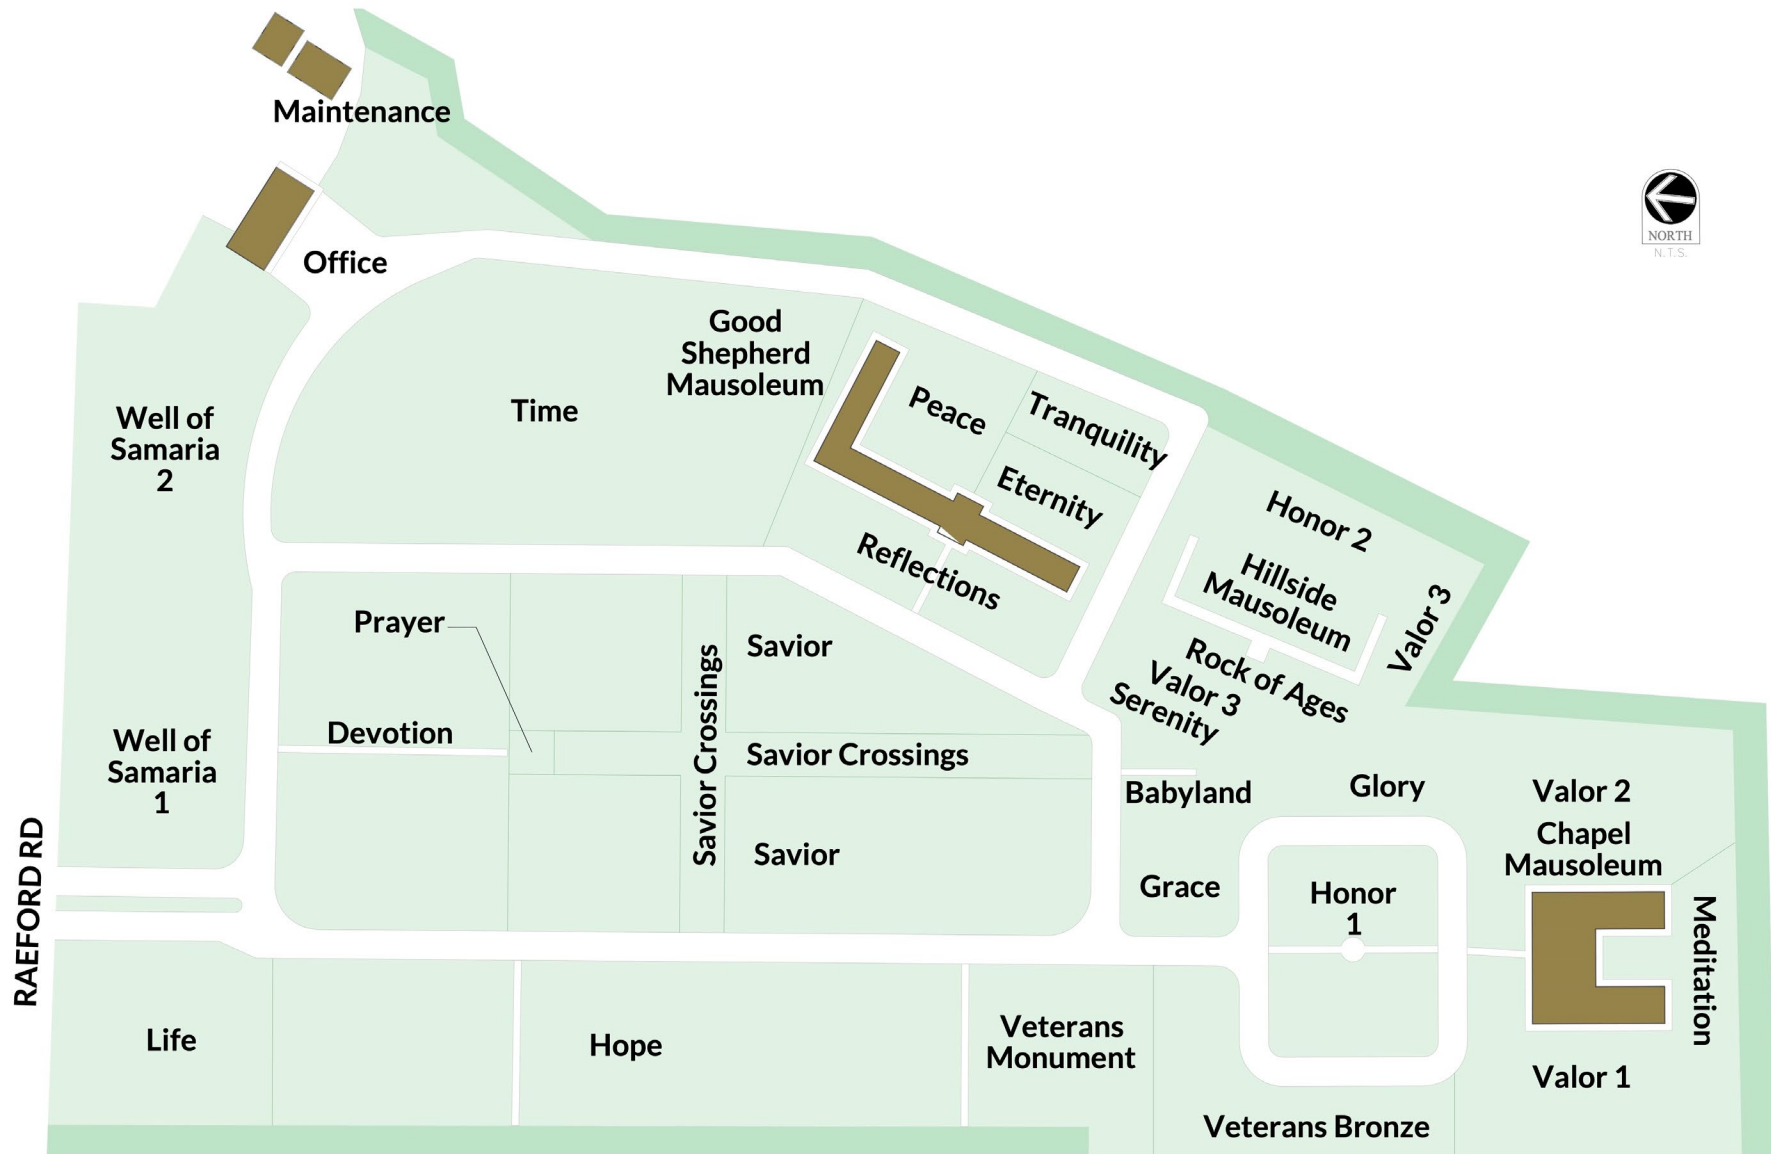 Maintenance
Office
NORTH
N.T.S.
Good
Shepherd
Mausoleum
Time
Well of
Samaria
2
Peace
Tranquility
Eternity
Reflections
Honor 2
Hillside
Mausoleum
Valor 3
Rock of Ages
Valor 3
Serenity
Prayer
Savior
Savior Crossings
Devotion
Savior Crossings
Well of
Samaria
1
Savior
Babyland
Glory
Valor 2
Chapel
Mausoleum
Grace
Honor
1
Meditation
RAEFORD RD
Life
Hope
Veterans
Monument
Valor 1
Veterans Bronze